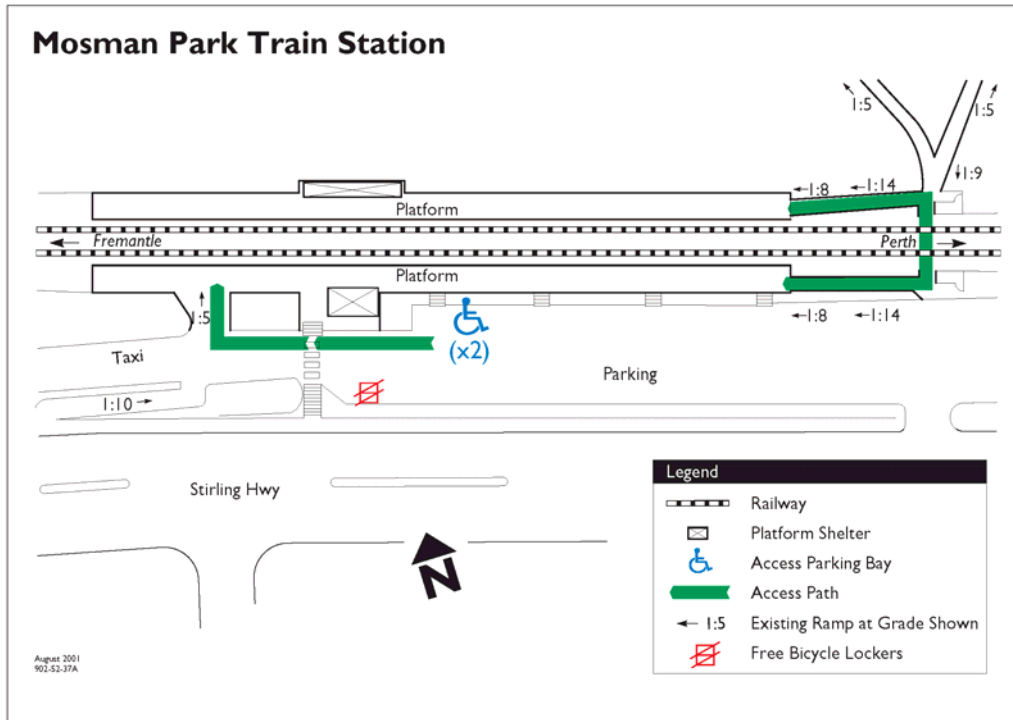 Mosman Park Train Station
1:5
1:5
1:9
1:8
1:14
Platform
Fremantle
Perth
Platform
1:5
1:8
1:14
(x2)
Taxi
Parking
1:10
Stirling Hwy
N
Legend
Railway
Platform Shelter
Access Parking Bay
Access Path
1:5 Existing Ramp at Grade Shown
Free Bicycle Lockers
August 2001
902-S2-37A